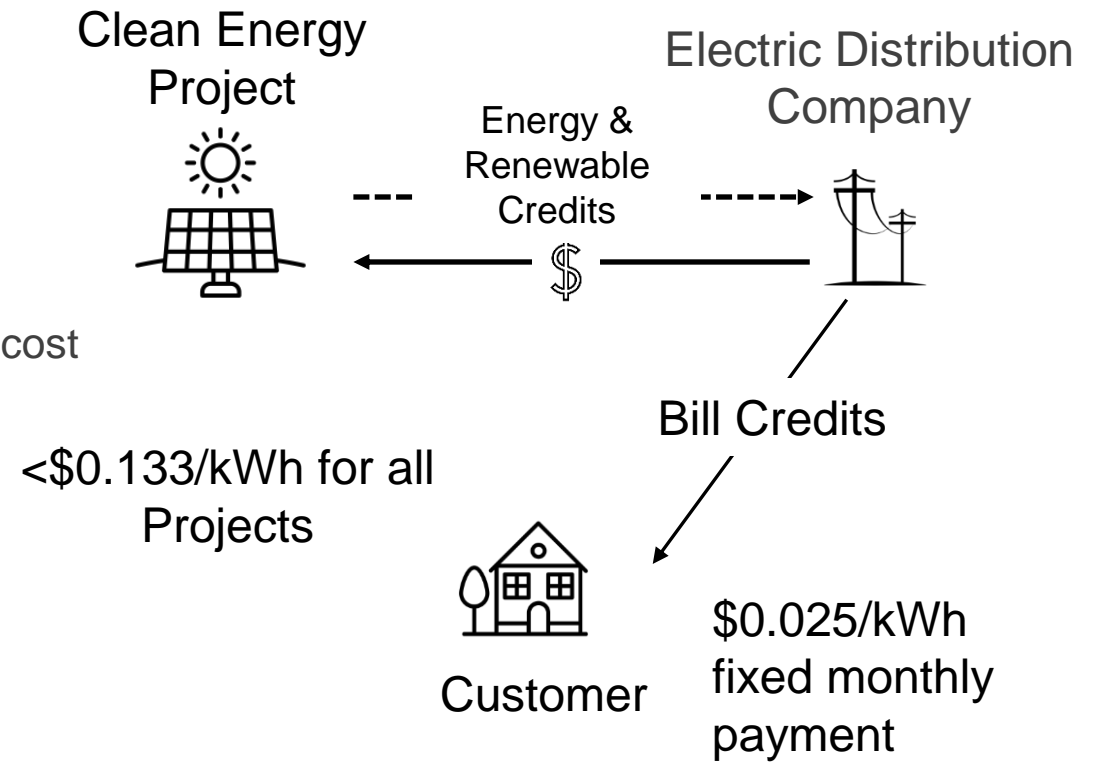 Clean Energy
Project
Electric Distribution
Company
Energy &
Renewable
Credits
$
cost
Bill Credits
<$0.133/kWh for all
Projects
$0.025/kWh
fixed monthly
payment
Customer